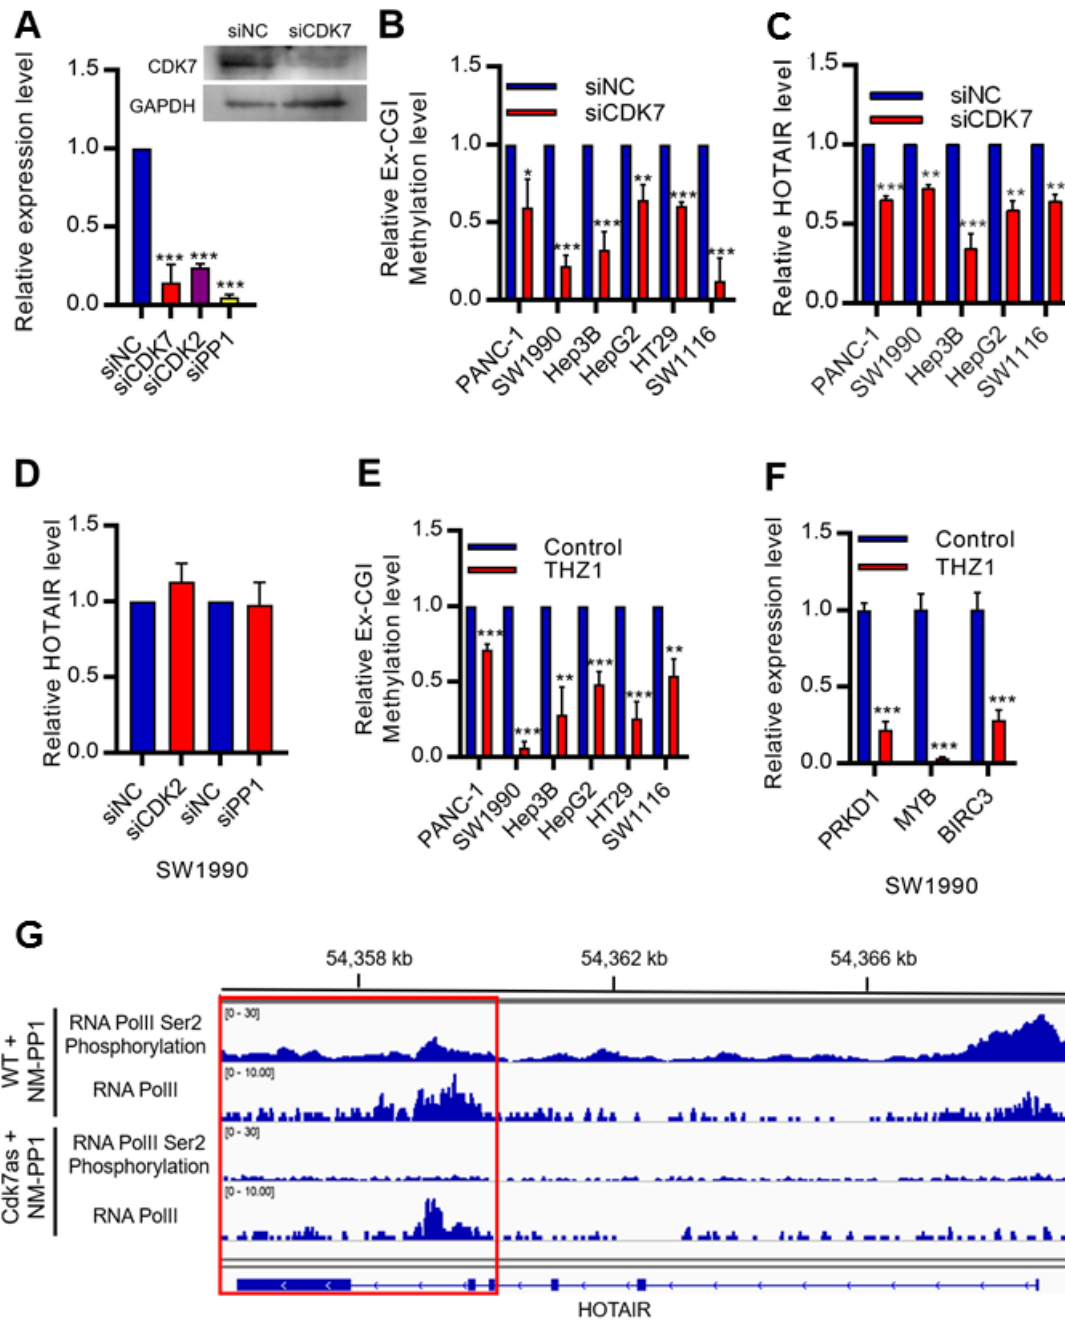 A
siNC siCDK7
CDK7
GAPDH
Relative expression level
1.5
1.0
0.5
0.0
***
***
***
siNC
siCDK7
siCDK2
siPP1
B
siNC
siCDK7
Relative Ex-CGI
Methylation level
1.5
1.0
0.5
0.0
*
***
***
**
***
***
PANC-1
SW1990
Hep3B
HepG2
HT29
SW1116
C
siNC
siCDK7
Relative HOTAIR level
1.5
1.0
0.5
0.0
***
**
***
**
**
PANC-1
SW1990
Hep3B
HepG2
SW1116
D
Relative HOTAIR level
1.5
1.0
0.5
0.0
siNC
siCDK2
siNC
siPP1
SW1990
E
Control
THZ1
Relative Ex-CGI
Methylation level
1.5
1.0
0.5
0.0
***
***
**
***
***
**
PANC-1
SW1990
Hep3B
HepG2
HT29
SW1116
F
Control
THZ1
Relative expression level
1.5
1.0
0.5
0.0
***
***
***
PRKD1
MYB
BIRC3
SW1990
G
54,358 kb 54,362 kb 54,366 kb
WT +
NM-PP1
RNA PolII Ser2
Phosphorylation
[0 - 30]
RNA PolII
[0 - 10.00]
Cdk7as +
NM-PP1
RNA PolII Ser2
Phosphorylation
[0 - 30]
RNA PolII
[0 - 10.00]
HOTAIR